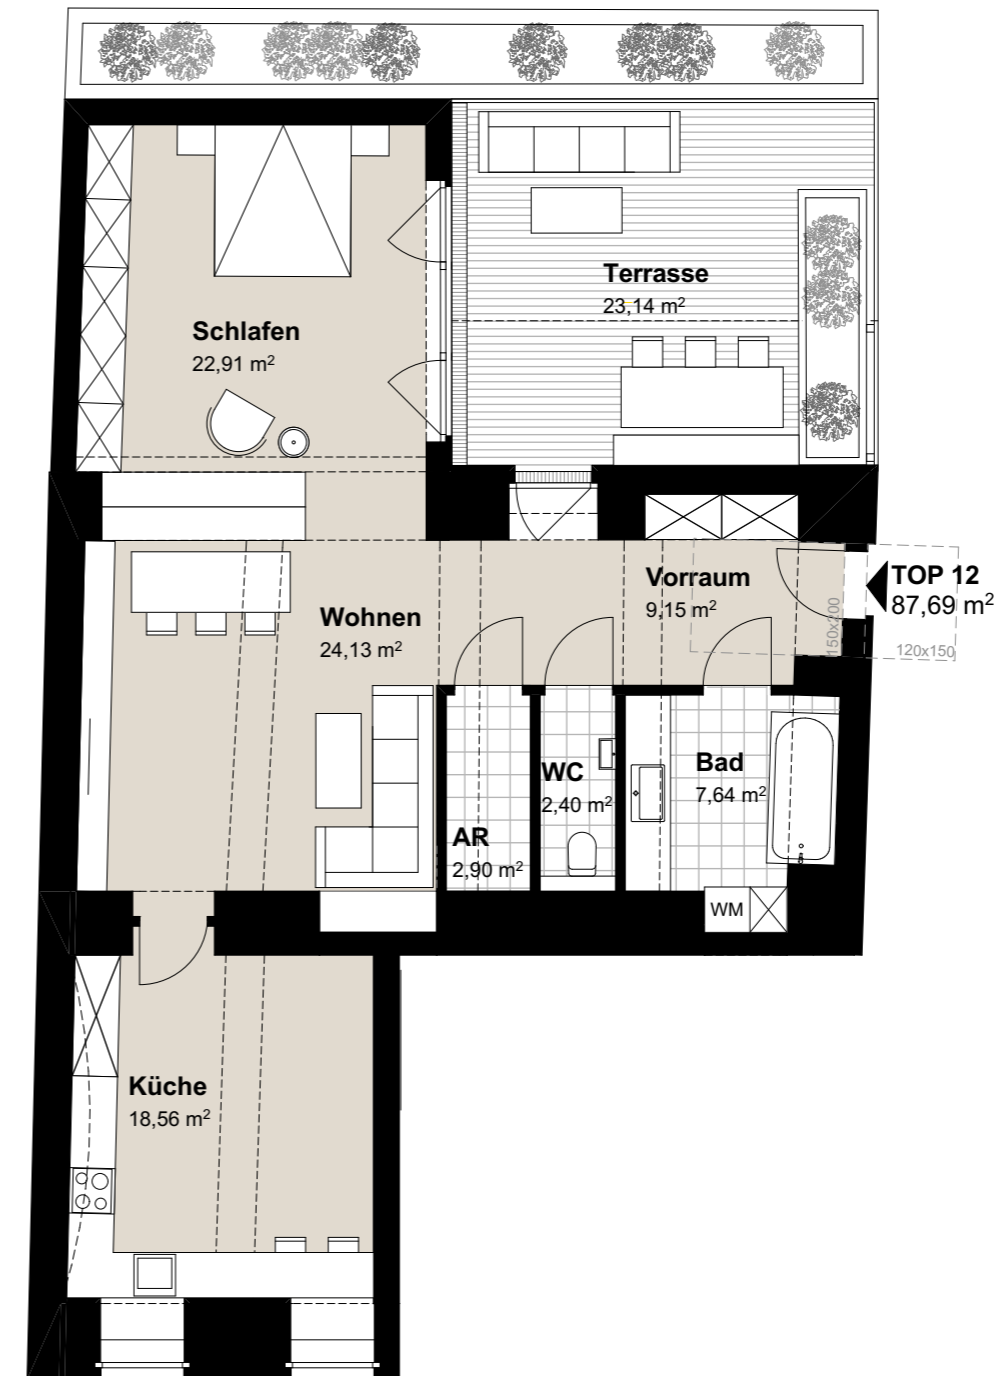 Terrasse
23,14 m²
Schlafen
22,91 m²
TOP 12
87,69 m²
Vorraum
9,15 m²
150x200
120x150
Wohnen
24,13 m²
Bad
7,64 m²
WC
2,40 m²
AR
2,90 m²
WM
Küche
18,56 m²